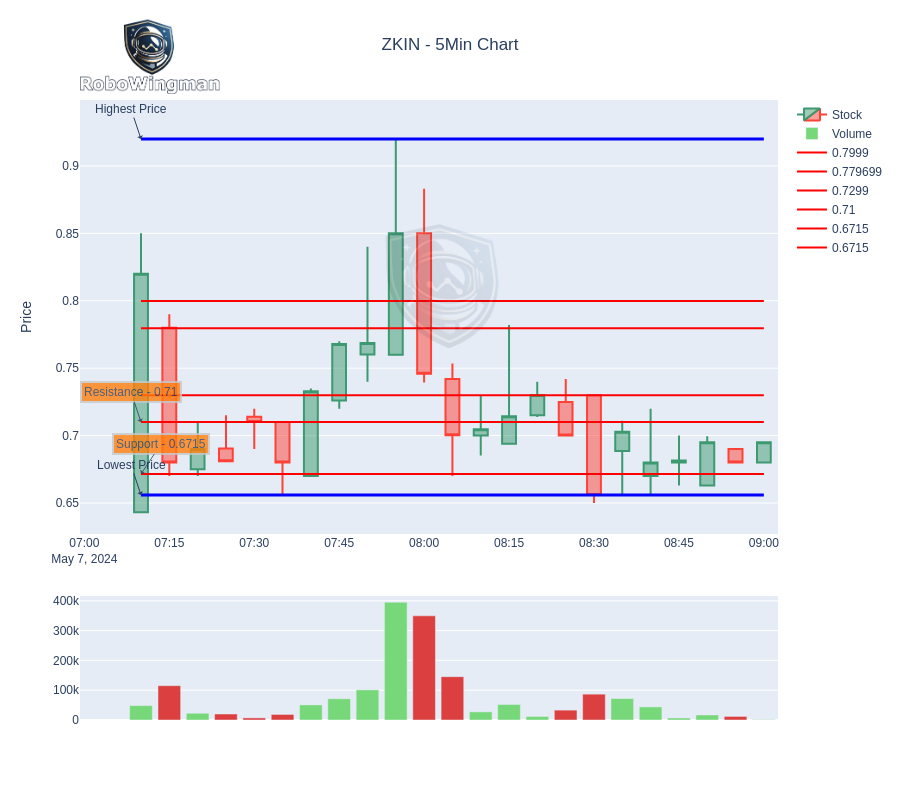 RoboWingman
ZKIN - 5Min Chart
Highest Price
Stock
Volume
0.7999
0.779699
0.7299
0.71
0.6715
0.6715
Price
0.9
0.85
0.8
0.75
0.7
0.65
Resistance - 0.71
Support - 0.6715
Lowest Price
07:00
07:15
07:30
07:45
08:00
08:15
08:30
08:45
09:00
May 7, 2024
400k
300k
200k
100k
0